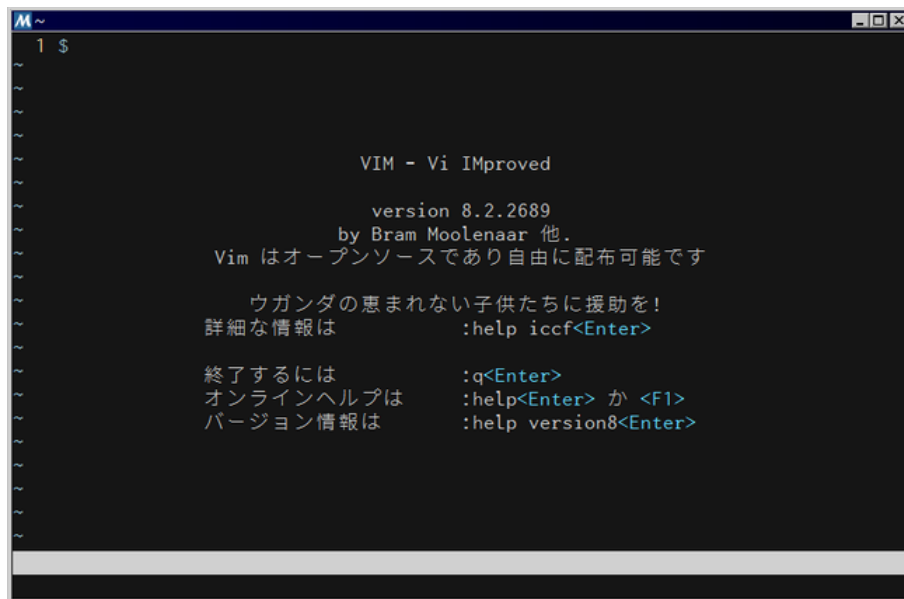 M ~
1 $
~
~
~
~
~ VIM - Vi IMproved
~
~ version 8.2.2689
~ by Bram Moolenaar 他.
~ Vim はオープンソースであり自由に配布可能です
~
~ ウガンダの恵まれない子供たちに援助を!
~ 詳細な情報は :help iccf<Enter>
~
~ 終了するには :q<Enter>
~ オンラインヘルプは :help<Enter> か <F1>
~ バージョン情報は :help version8<Enter>
~
~
~
~
~